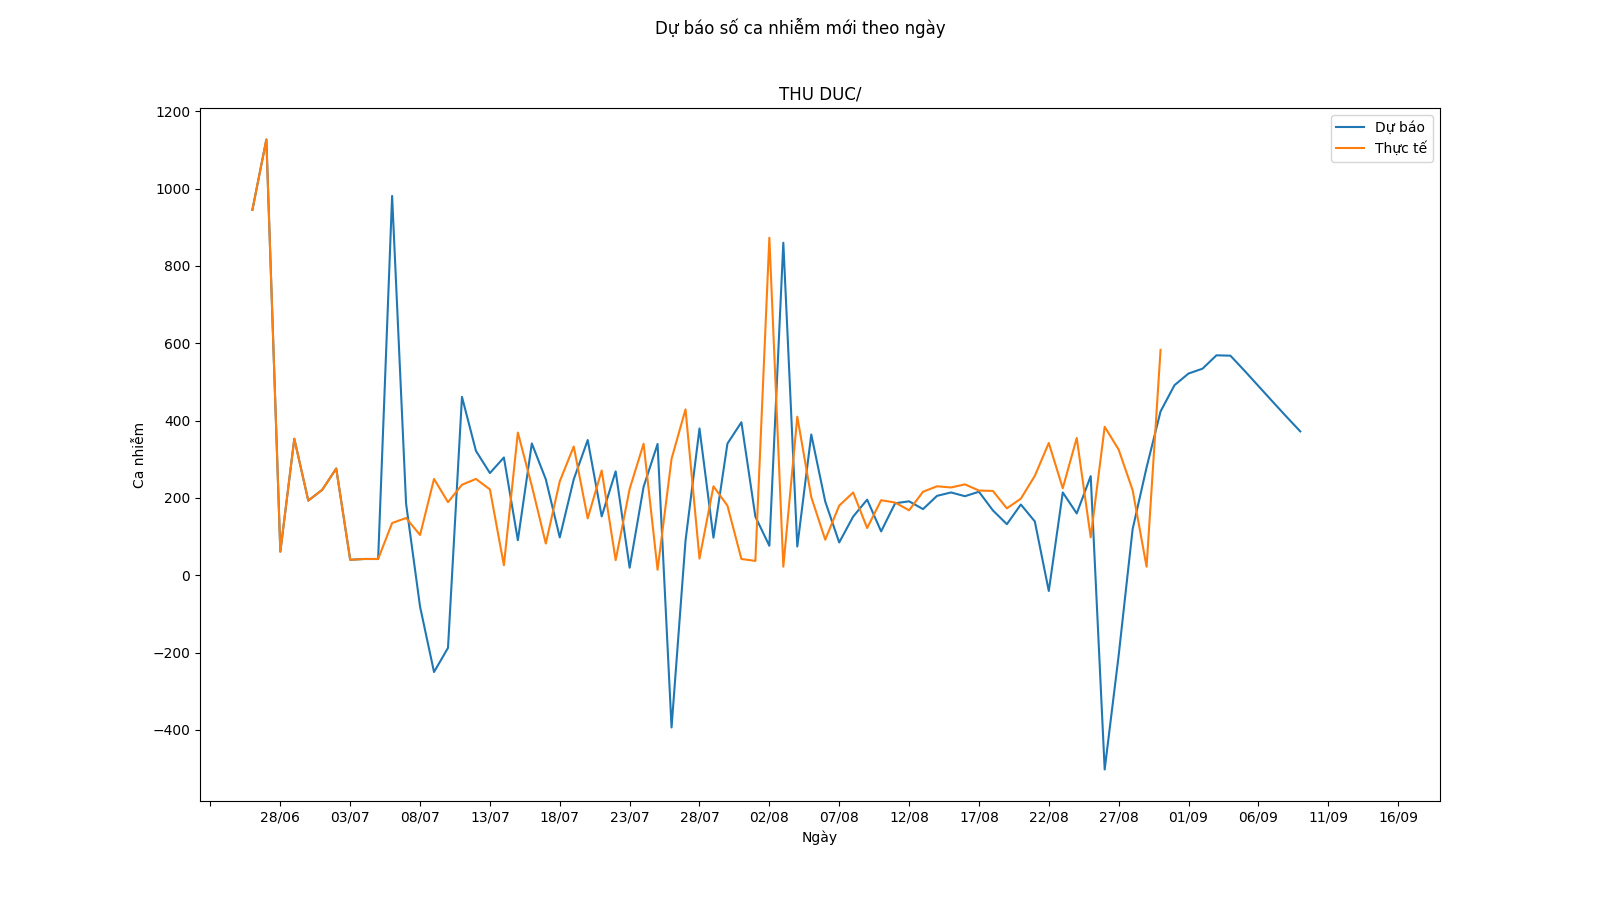 Dự báo số ca nhiễm mới theo ngày
THU DUC/
Dự báo
Thực tế
Ca nhiễm
1200
1000
800
600
400
200
0
−200
−400
28/06 03/07 08/07 13/07 18/07 23/07 28/07 02/08 07/08 12/08 17/08 22/08 27/08 01/09 06/09 11/09 16/09
Ngày